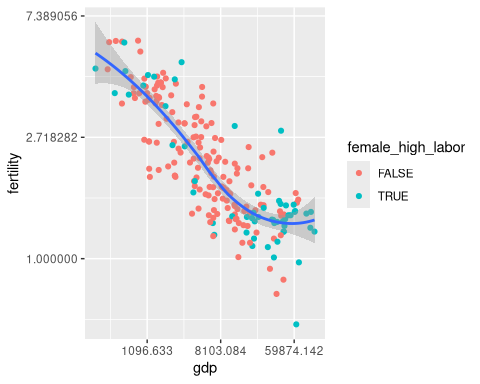 7.389056
2.718282
1.000000
fertility
1096.633
8103.084
59874.142
gdp
female_high_labor
FALSE
TRUE